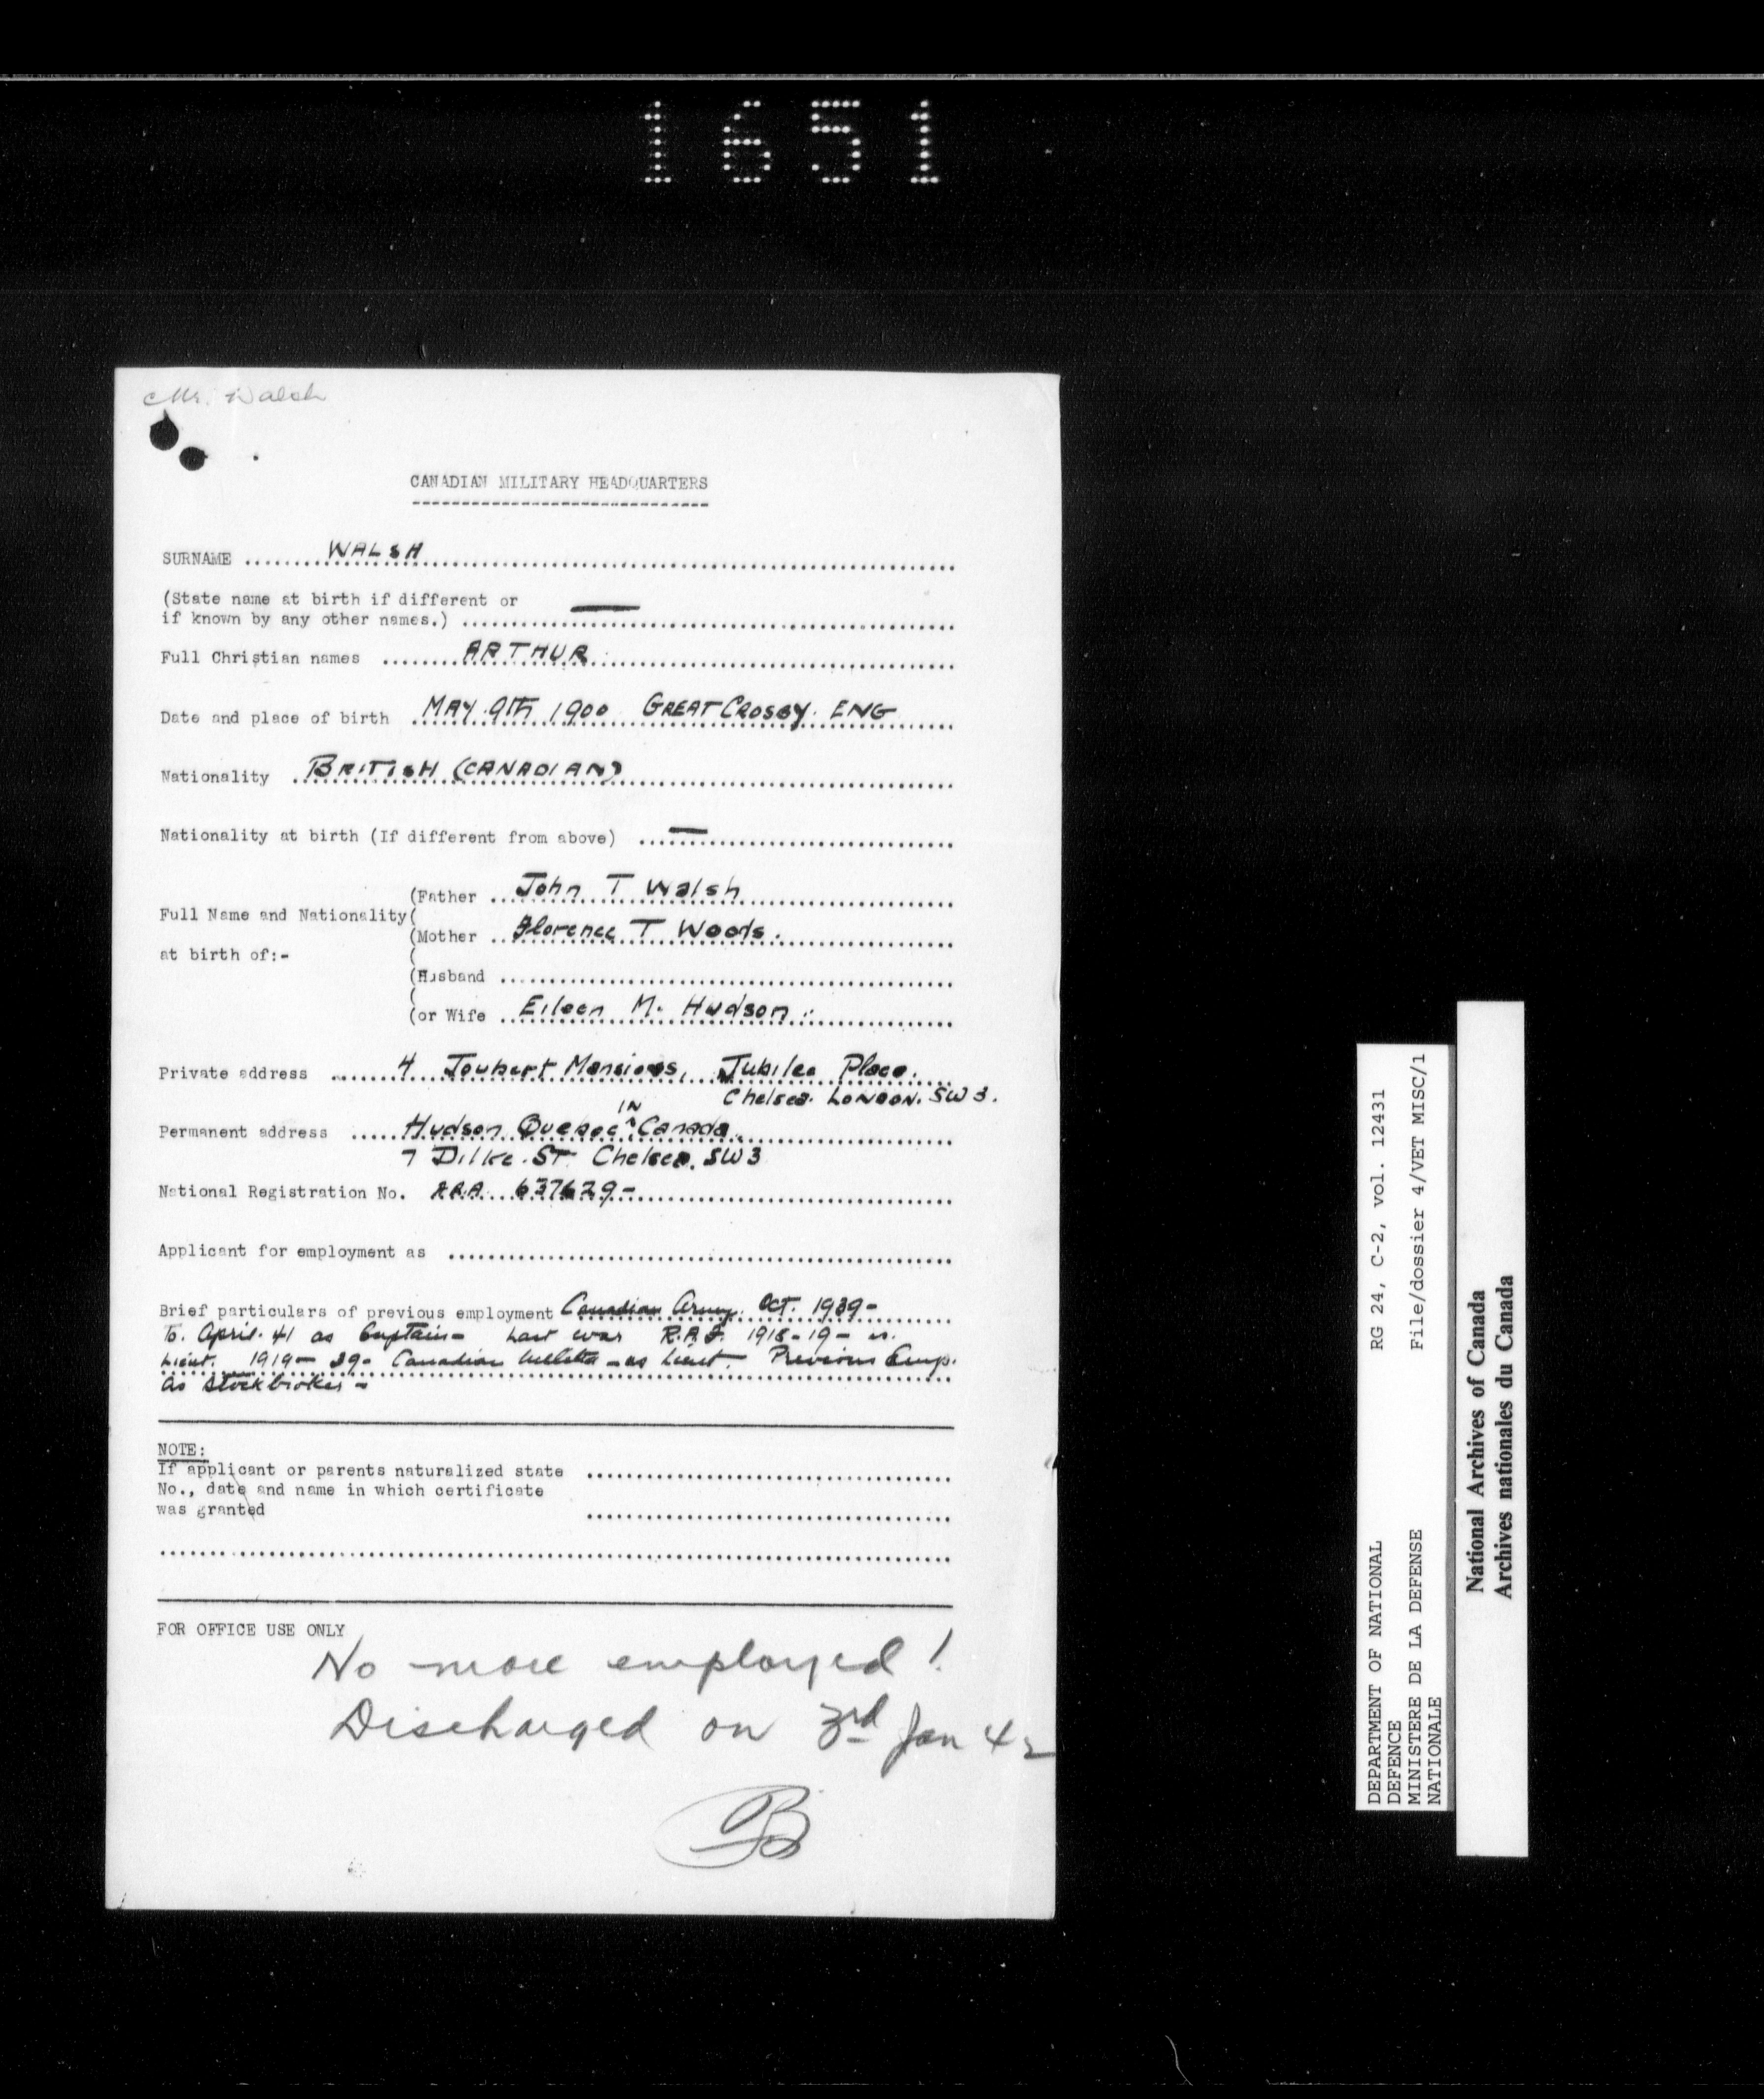 1651
Mr. Walsh
CANADIAN MILITARY HEADQUARTERS
SURNAME WALSH
(State name at birth if different or
if known by any other names.) —
Full Christian names ARTHUR
Date and place of birth MAY 9TH 1900 GREAT CROSBY. ENG
Nationality BRITISH (CANADIAN)
Nationality at birth (If different from above) —
(Father John T Walsh
Full Name and Nationality(
(Mother Florence T Woods.
at birth of:- (
(Husband
(
(or Wife Eileen M. Hudson
Private address 4 Joubert Mansions, Jubilee Place.
Chelsea. LONDON. SW3.
IN
Permanent address Hudson Quebec ^ Canada
7 Dilke. ST Chelsea. SW3
National Registration No. 637629-
Applicant for employment as
Brief particulars of previous employment Canadian Army. OCT. 1939-
To. April. 41 as Captain- Last war R.A.F. 1918-19-
Lieut. 1919- 39- Canadian - as Lieut. Previous Emp.
as Stockbroker -
NOTE:
If applicant or parents naturalized state
No., date and name in which certificate
was granted
FOR OFFICE USE ONLY
No more employed!
Discharged on 3rd Jan 42
B
RG 24, C-2, vol. 12431
File/dossier 4/VET MISC/1
DEPARTMENT OF NATIONAL
DEFENCE
MINISTERE DE LA DEFENSE
NATIONALE
National Archives of Canada
Archives nationales du Canada